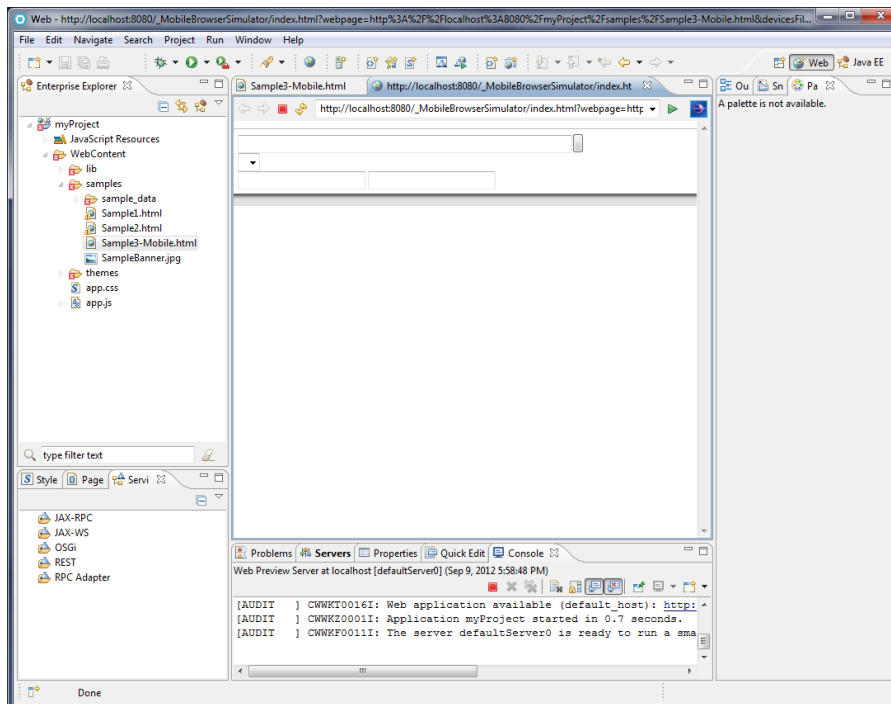 Web - http://localhost:8080/_MobileBrowserSimulator/index.html?webpage=http%3A%2F%2Flocalhost%3A8080%2FmyProject%2Fsamples%2FSample3-Mobile.html&devicesFil...
File Edit Navigate Search Project Run Window Help
Web Java EE
Enterprise Explorer
myProject
JavaScript Resources
WebContent
lib
samples
sample_data
Sample1.html
Sample2.html
Sample3-Mobile.html
SampleBanner.jpg
themes
app.css
app.js
type filter text
Style Page Servi
JAX-RPC
JAX-WS
OSGi
REST
RPC Adapter
Sample3-Mobile.html http://localhost:8080/_MobileBrowserSimulator/index.ht
http://localhost:8080/_MobileBrowserSimulator/index.html?webpage=http
Ou Sn Pa
A palette is not available.
Problems Servers Properties Quick Edit Console
Web Preview Server at localhost [defaultServer0] (Sep 9, 2012 5:58:48 PM)
[AUDIT ] CWWKT0016I: Web application available (default_host): http:
[AUDIT ] CWWKZ0001I: Application myProject started in 0.7 seconds.
[AUDIT ] CWWKF0011I: The server defaultServer0 is ready to run a sma
Done